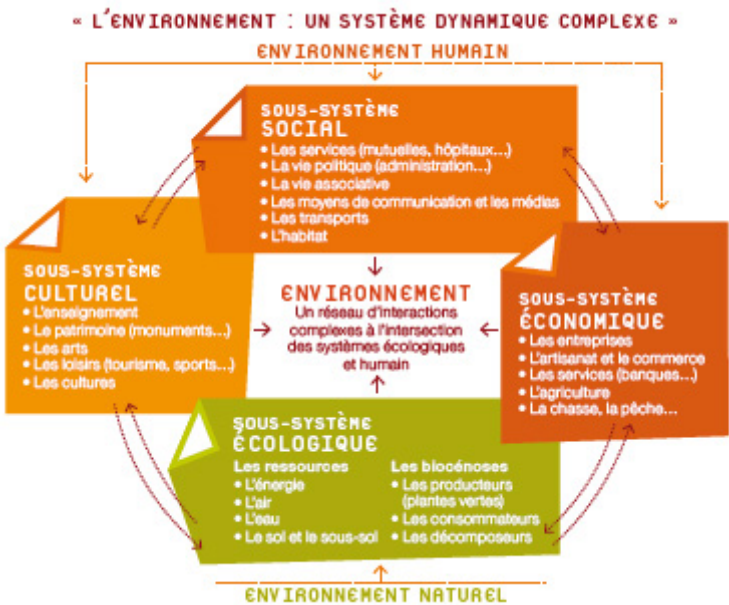 « L'ENVIRONNEMENT : UN SYSTÈME DYNAMIQUE COMPLEXE »
ENVIRONNEMENT HUMAIN
SOUS-SYSTÈME
SOCIAL
• Les services (mutuelles, hôpitaux...)
• La vie politique (administration...)
• La vie associative
• Les moyens de communication et les médias
• Les transports
• L'habitat
SOUS-SYSTÈME
CULTUREL
• L'enseignement
• Le patrimoine (monuments...)
• Les arts
• Les loisirs (tourisme, sports...)
• Les cultures
ENVIRONNEMENT
Un réseau d'interactions
complexes à l'intersection
des systèmes écologiques
et humain
SOUS-SYSTÈME
ÉCONOMIQUE
• Les entreprises
• L'artisanat et le commerce
• Les services (banques...)
• L'agriculture
• La chasse, la pêche...
SOUS-SYSTÈME
ÉCOLOGIQUE
Les ressources
• L'énergie
• L'air
• L'eau
• Le sol et le sous-sol
Les biocénoses
• Les producteurs
(plantes vertes)
• Les consommateurs
• Les décomposeurs
ENVIRONNEMENT NATUREL